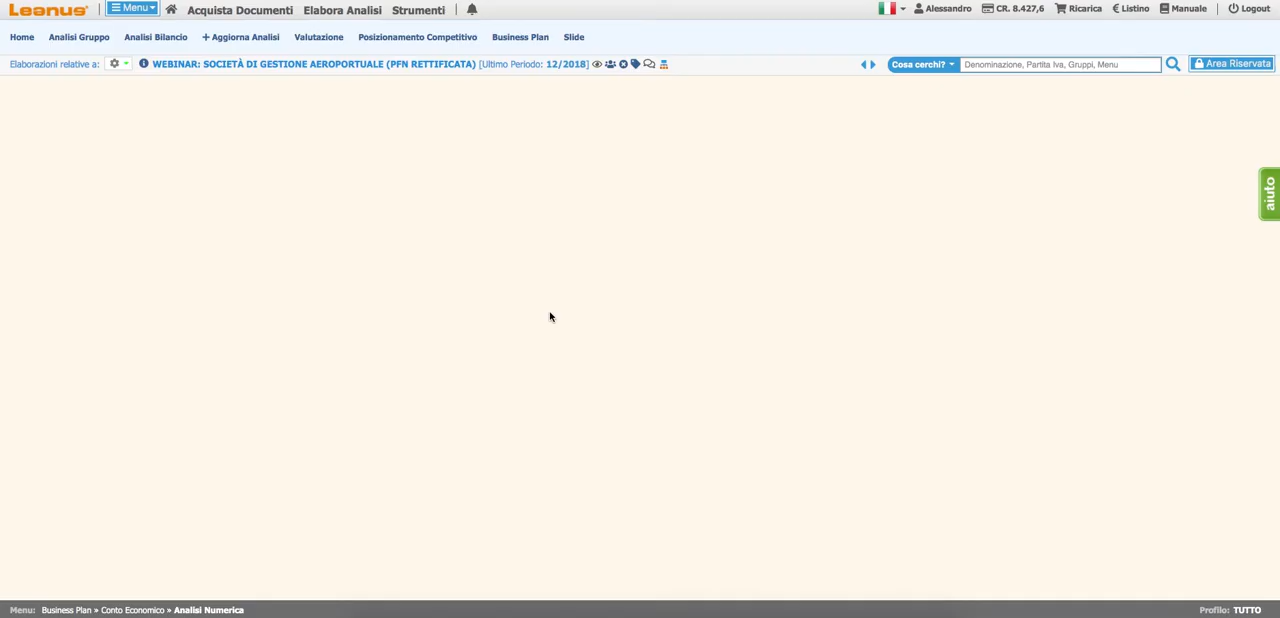 Leanus® | Menu Acquista Documenti Elabora Analisi Strumenti | Alessandro CR. 8.427,6 Ricarica € Listino Manuale | Logout
Home Analisi Gruppo Analisi Bilancio + Aggiorna Analisi Valutazione Posizionamento Competitivo Business Plan Slide
Elaborazioni relative a: WEBINAR: SOCIETÀ DI GESTIONE AEROPORTUALE (PFN RETTIFICATA) [Ultimo Periodo: 12/2018] Cosa cerchi? Denominazione, Partita Iva, Gruppi, Menu Area Riservata
aiuto
Menu: Business Plan » Conto Economico » Analisi Numerica Profilo: TUTTO